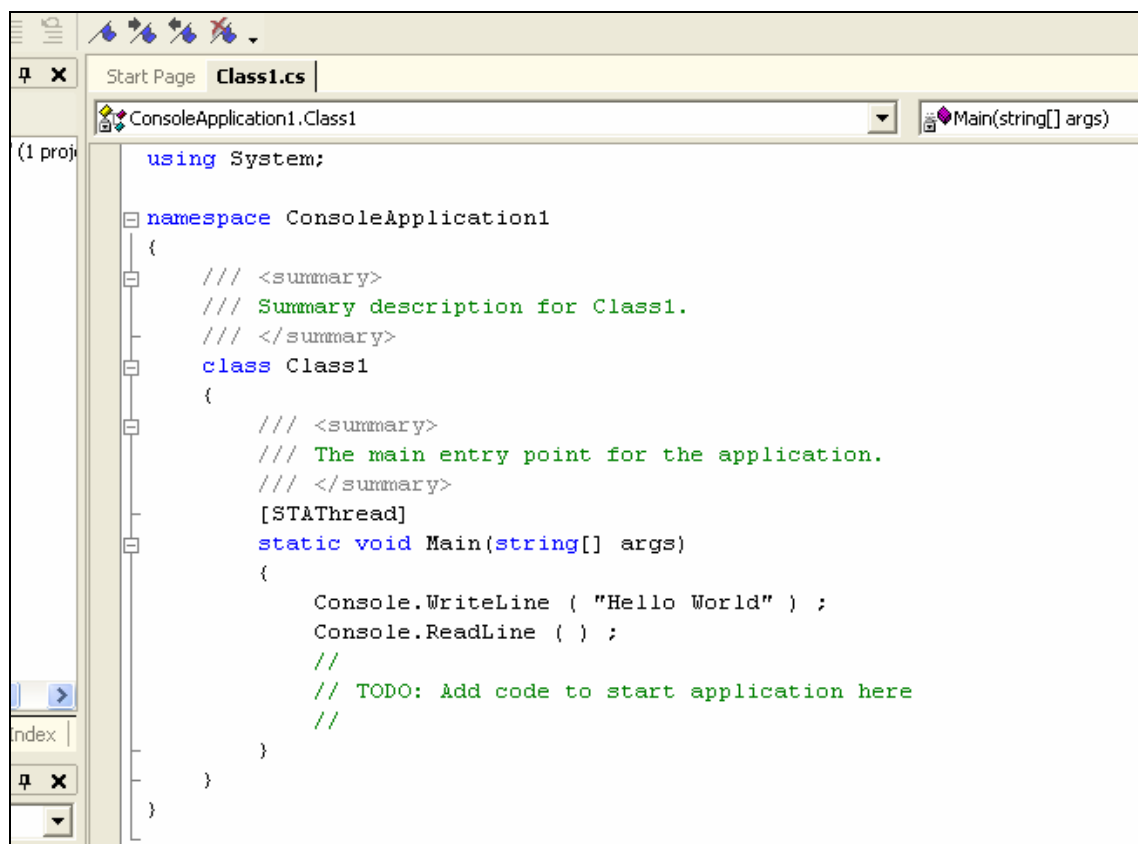 Start Page Class1.cs
ConsoleApplication1.Class1 Main(string[] args)
(1 proj
using System;
namespace ConsoleApplication1
{
/// <summary>
/// Summary description for Class1.
/// </summary>
class Class1
{
/// <summary>
/// The main entry point for the application.
/// </summary>
[STAThread]
static void Main(string[] args)
{
Console.WriteLine ( "Hello World" ) ;
Console.ReadLine ( ) ;
//
// TODO: Add code to start application here
//
}
}
}
Index